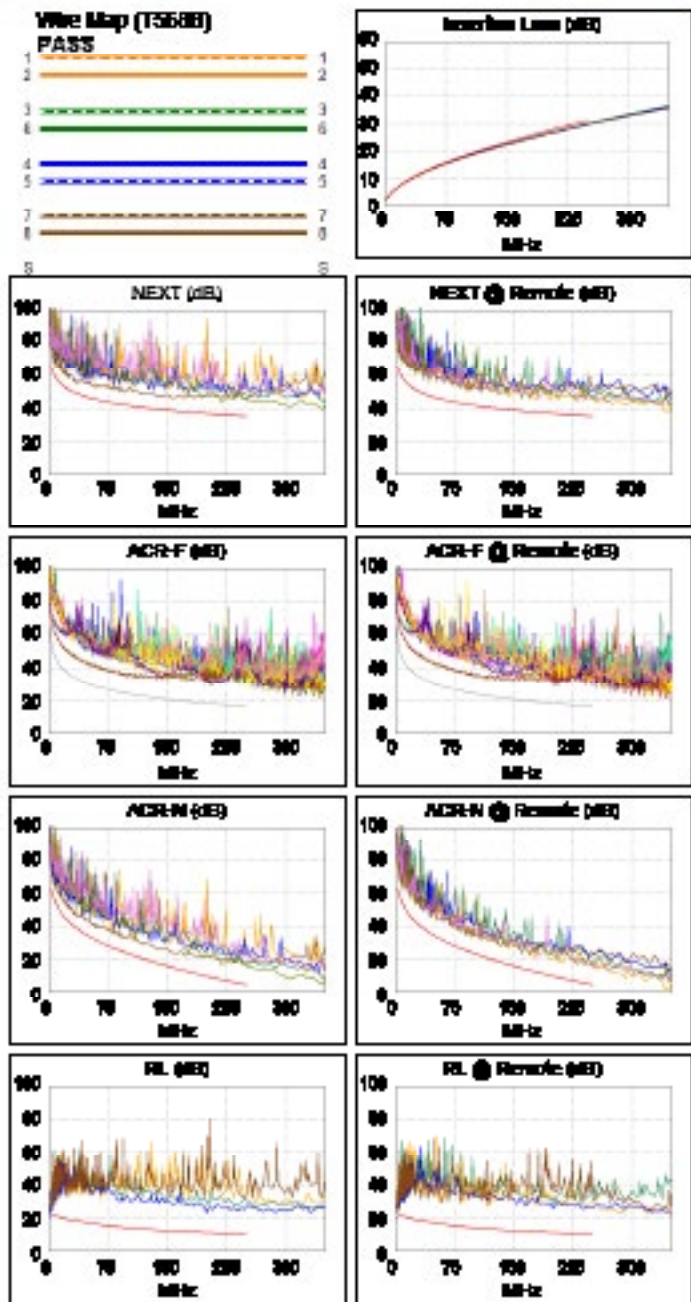 Wire Map (T568B)
PASS
1 1
2 2
3 3
6 6
4 4
5 5
7 7
8 8
S S
Insertion Loss (dB)
60
50
40
30
20
10
0
0 75 150 225 300
MHz
NEXT (dB)
100
80
60
40
20
0
0 75 150 225 300
MHz
NEXT @ Remote (dB)
100
80
60
40
20
0
0 75 150 225 300
MHz
ACR-F (dB)
100
80
60
40
20
0
0 75 150 225 300
MHz
ACR-F @ Remote (dB)
100
80
60
40
20
0
0 75 150 225 300
MHz
ACR-N (dB)
100
80
60
40
20
0
0 75 150 225 300
MHz
ACR-N @ Remote (dB)
100
80
60
40
20
0
0 75 150 225 300
MHz
RL (dB)
100
80
60
40
20
0
0 75 150 225 300
MHz
RL @ Remote (dB)
100
80
60
40
20
0
0 75 150 225 300
MHz